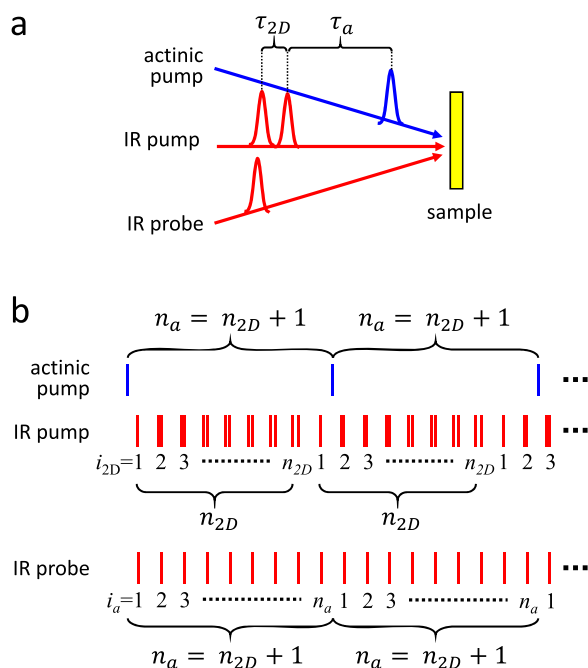 a
τ2D τa
actinic
pump
IR pump
IR probe
sample
b
na = n2D + 1 na = n2D + 1
actinic
pump
IR pump
i2D=1 2 3 n2D 1 2 3 n2D 1 2 3
n2D n2D
IR probe
ia=1 2 3 na 1 2 3 na 1
na = n2D + 1 na = n2D + 1